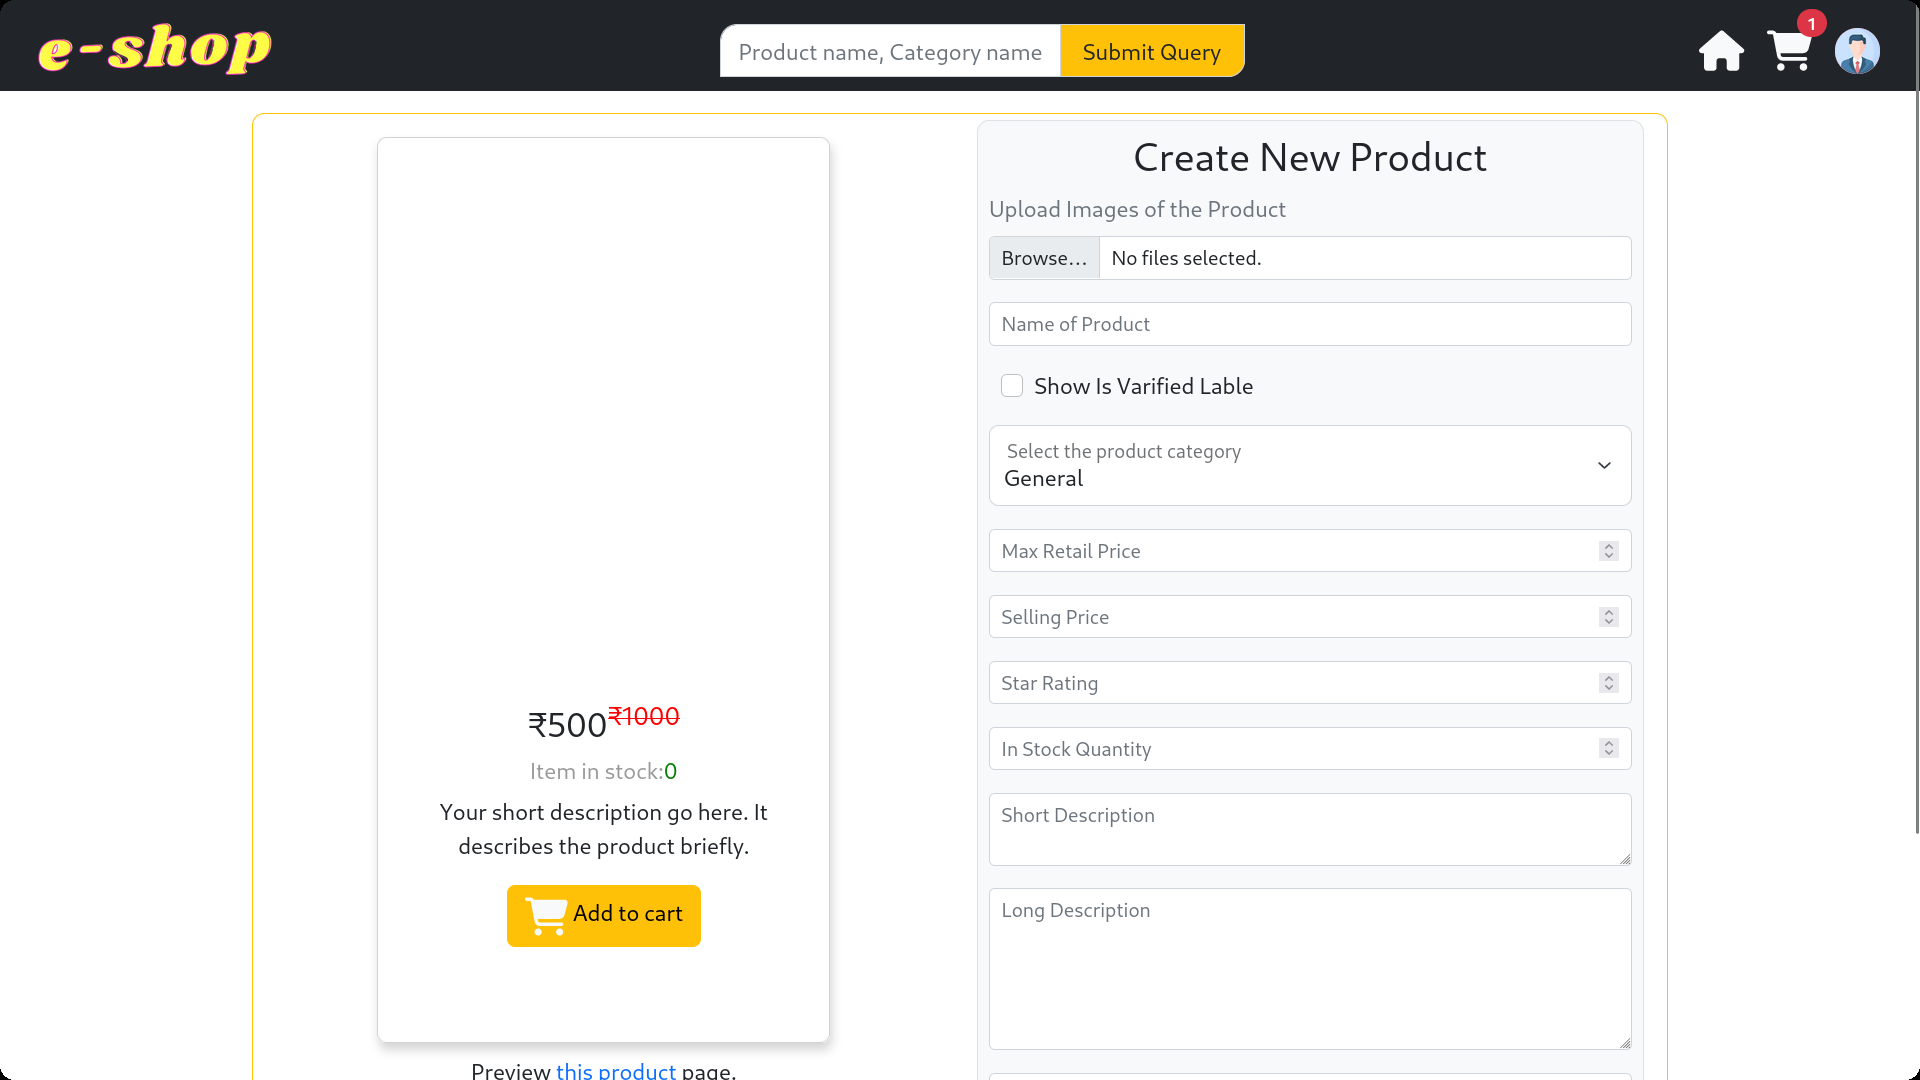 e-shop
Product name, Category name
Submit Query
1
Create New Product
Upload Images of the Product
Browse... No files selected.
Name of Product
Show Is Varified Lable
Select the product category
General
Max Retail Price
Selling Price
Star Rating
In Stock Quantity
Short Description
Long Description
₹500₹1000
Item in stock:0
Your short description go here. It
describes the product briefly.
Add to cart
Preview this product page.